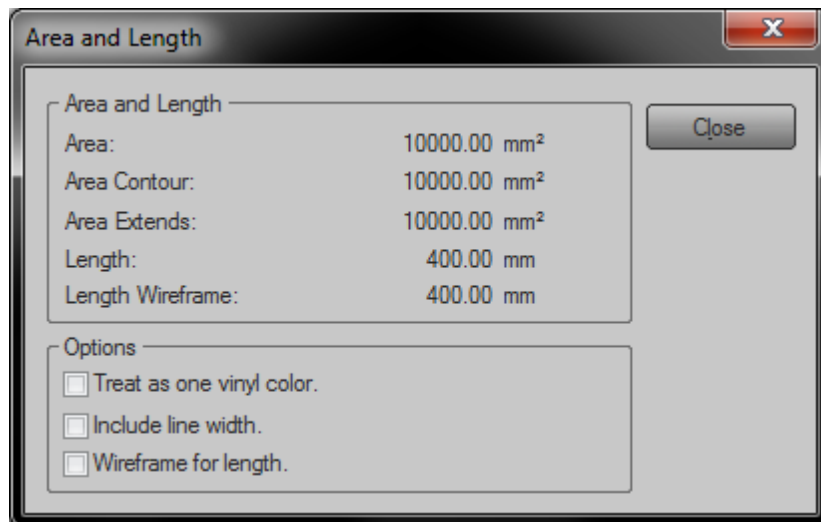 Area and Length
Area and Length
Close
Area: 10000.00 mm²
Area Contour: 10000.00 mm²
Area Extends: 10000.00 mm²
Length: 400.00 mm
Length Wireframe: 400.00 mm
Options
Treat as one vinyl color.
Include line width.
Wireframe for length.